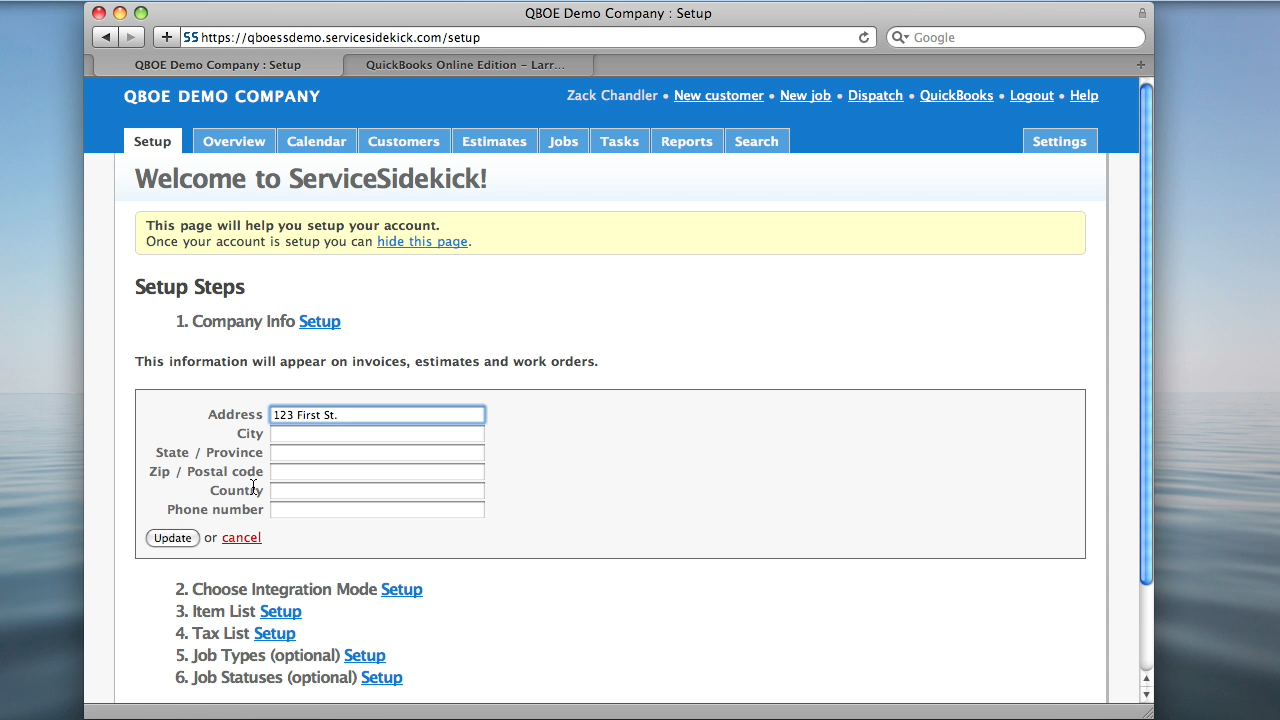 QBOE Demo Company : Setup
SS https://qboessdemo.servicesidekick.com/setup
Google
QBOE Demo Company : Setup
QuickBooks Online Edition – Larr...
QBOE DEMO COMPANY
Zack Chandler • New customer • New job • Dispatch • QuickBooks • Logout • Help
Setup Overview Calendar Customers Estimates Jobs Tasks Reports Search Settings
Welcome to ServiceSidekick!
This page will help you setup your account.
Once your account is setup you can hide this page.
Setup Steps
1. Company Info Setup
This information will appear on invoices, estimates and work orders.
Address 123 First St.
City
State / Province
Zip / Postal code
Country
Phone number
Update or cancel
2. Choose Integration Mode Setup
3. Item List Setup
4. Tax List Setup
5. Job Types (optional) Setup
6. Job Statuses (optional) Setup